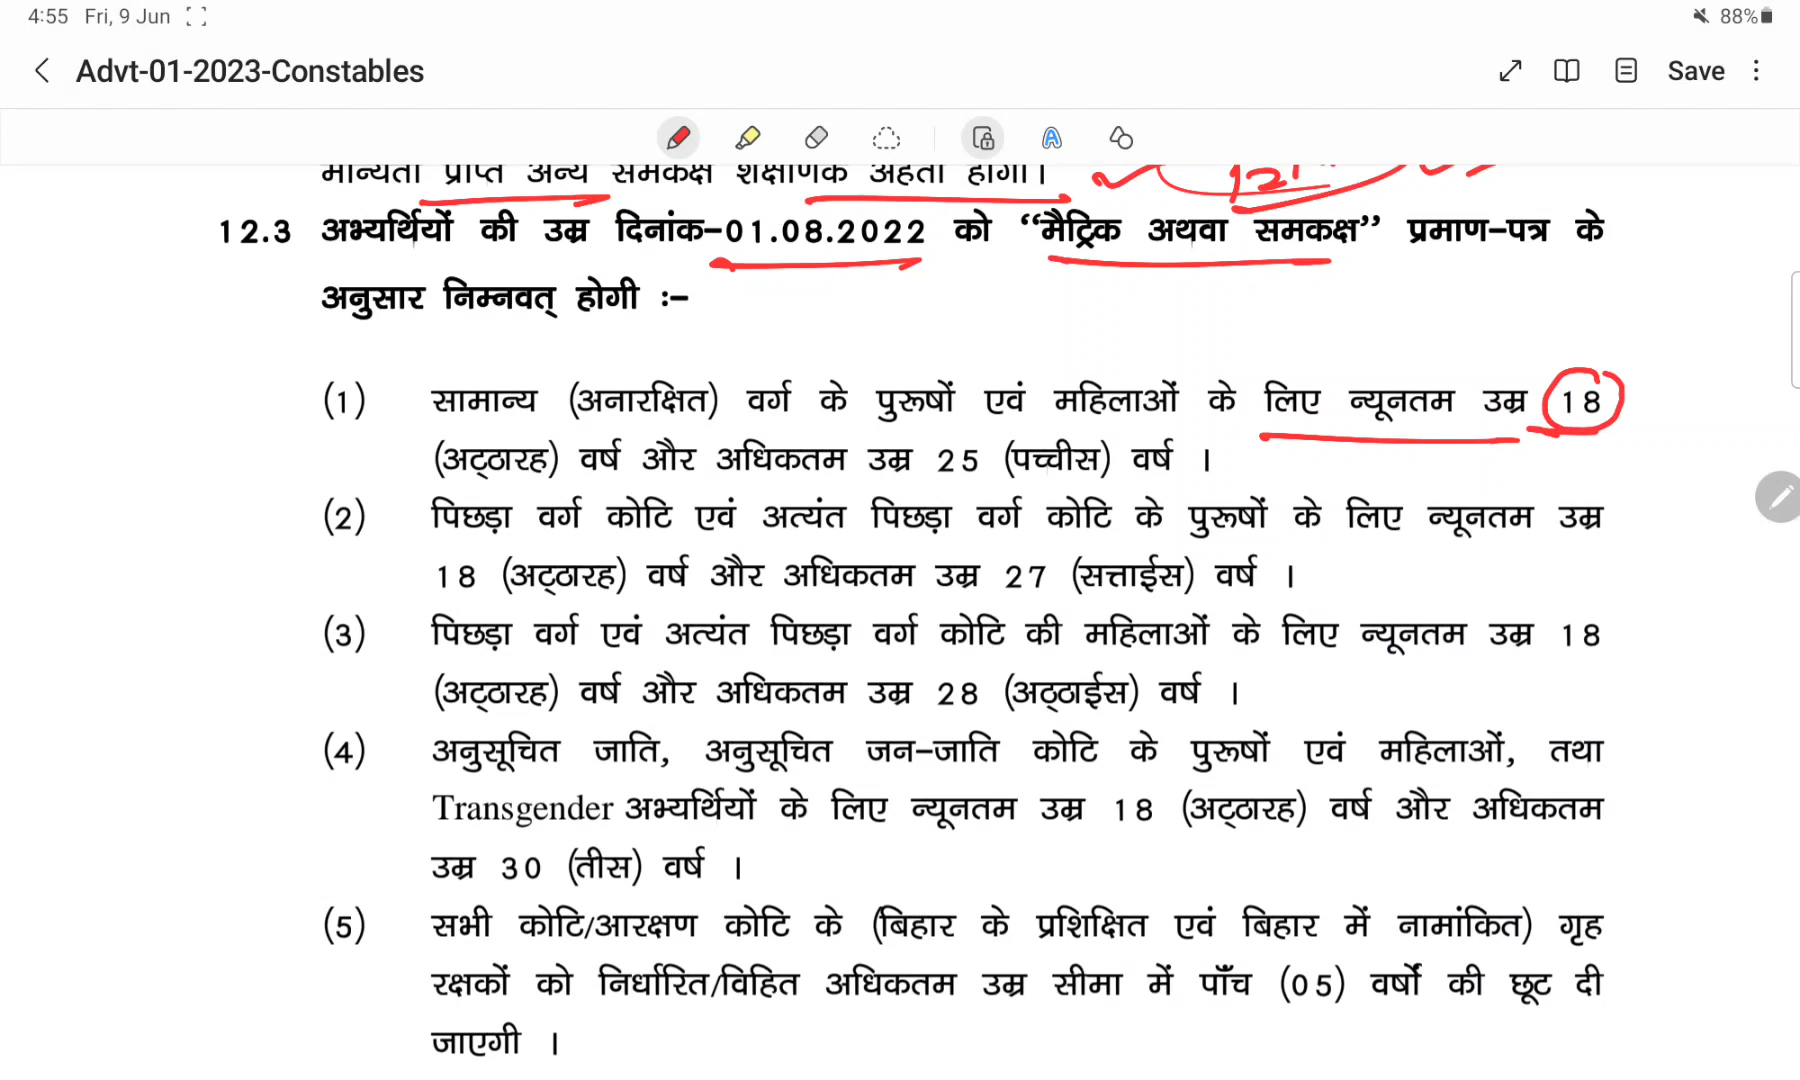 4:55 Fri, 9 Jun
88%
Advt-01-2023-Constables
Save
मान्यता प्राप्त अन्य समकक्ष शैक्षणिक अर्हता होगी।
12.3 अभ्यर्थियों की उम्र दिनांक–01.08.2022 को “मैट्रिक अथवा समकक्ष” प्रमाण–पत्र के
अनुसार निम्नवत् होगी :–
(1) सामान्य (अनारक्षित) वर्ग के पुरूषों एवं महिलाओं के लिए न्यूनतम उम्र 18
(अट्ठारह) वर्ष और अधिकतम उम्र 25 (पच्चीस) वर्ष ।
(2) पिछड़ा वर्ग कोटि एवं अत्यंत पिछड़ा वर्ग कोटि के पुरूषों के लिए न्यूनतम उम्र
18 (अट्ठारह) वर्ष और अधिकतम उम्र 27 (सत्ताईस) वर्ष ।
(3) पिछड़ा वर्ग एवं अत्यंत पिछड़ा वर्ग कोटि की महिलाओं के लिए न्यूनतम उम्र 18
(अट्ठारह) वर्ष और अधिकतम उम्र 28 (अठ्ठाईस) वर्ष ।
(4) अनुसूचित जाति, अनुसूचित जन–जाति कोटि के पुरूषों एवं महिलाओं, तथा
Transgender अभ्यर्थियों के लिए न्यूनतम उम्र 18 (अट्ठारह) वर्ष और अधिकतम
उम्र 30 (तीस) वर्ष ।
(5) सभी कोटि/आरक्षण कोटि के (बिहार के प्रशिक्षित एवं बिहार में नामांकित) गृह
रक्षकों को निर्धारित/विहित अधिकतम उम्र सीमा में पाँच (05) वर्षों की छूट दी
जाएगी ।